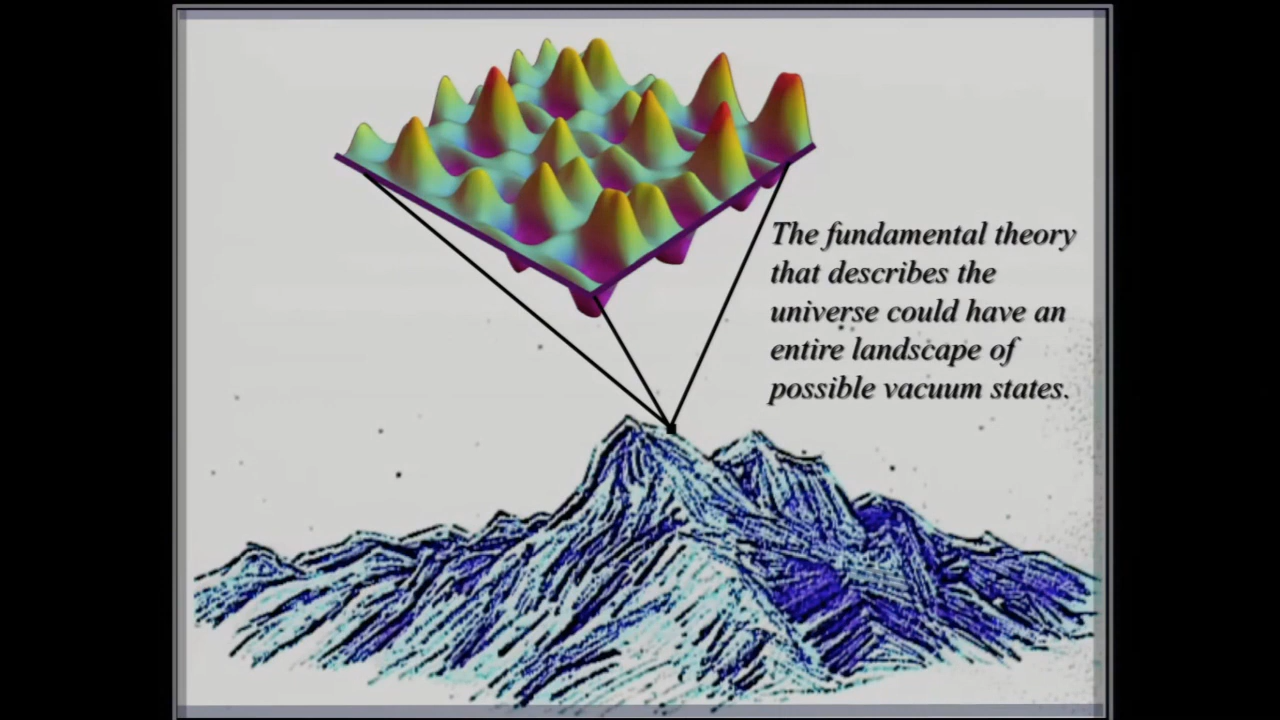 The fundamental theory
that describes the
universe could have an
entire landscape of
possible vacuum states.